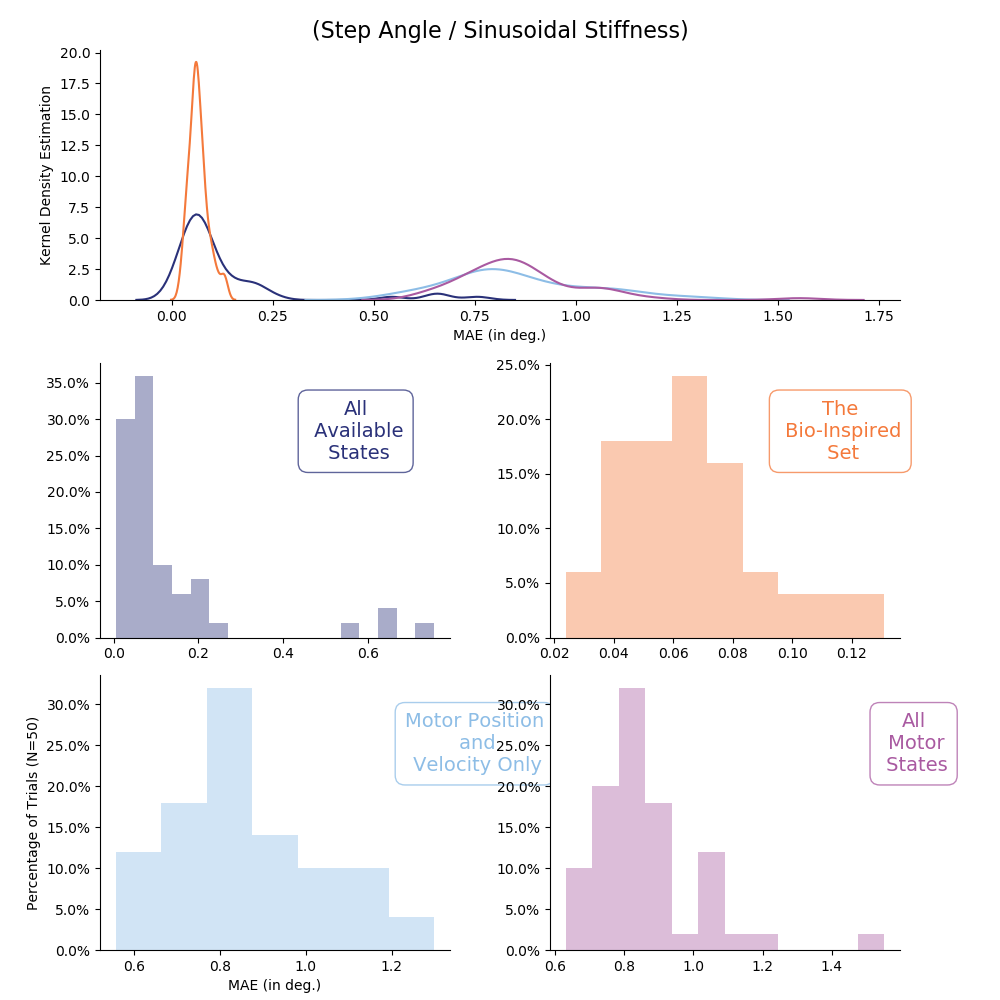 (Step Angle / Sinusoidal Stiffness)
20.0
17.5
15.0
12.5
10.0
7.5
5.0
2.5
0.0
Kernel Density Estimation
0.00 0.25 0.50 0.75 1.00 1.25 1.50 1.75
MAE (in deg.)
35.0%
30.0%
25.0%
20.0%
15.0%
10.0%
5.0%
0.0%
All
Available
States
0.0 0.2 0.4 0.6
25.0%
20.0%
15.0%
10.0%
5.0%
0.0%
The
Bio-Inspired
Set
0.02 0.04 0.06 0.08 0.10 0.12
30.0%
25.0%
20.0%
15.0%
10.0%
5.0%
0.0%
Percentage of Trials (N=50)
Motor Position
and
Velocity Only
0.6 0.8 1.0 1.2
MAE (in deg.)
30.0%
25.0%
20.0%
15.0%
10.0%
5.0%
0.0%
All
Motor
States
0.6 0.8 1.0 1.2 1.4